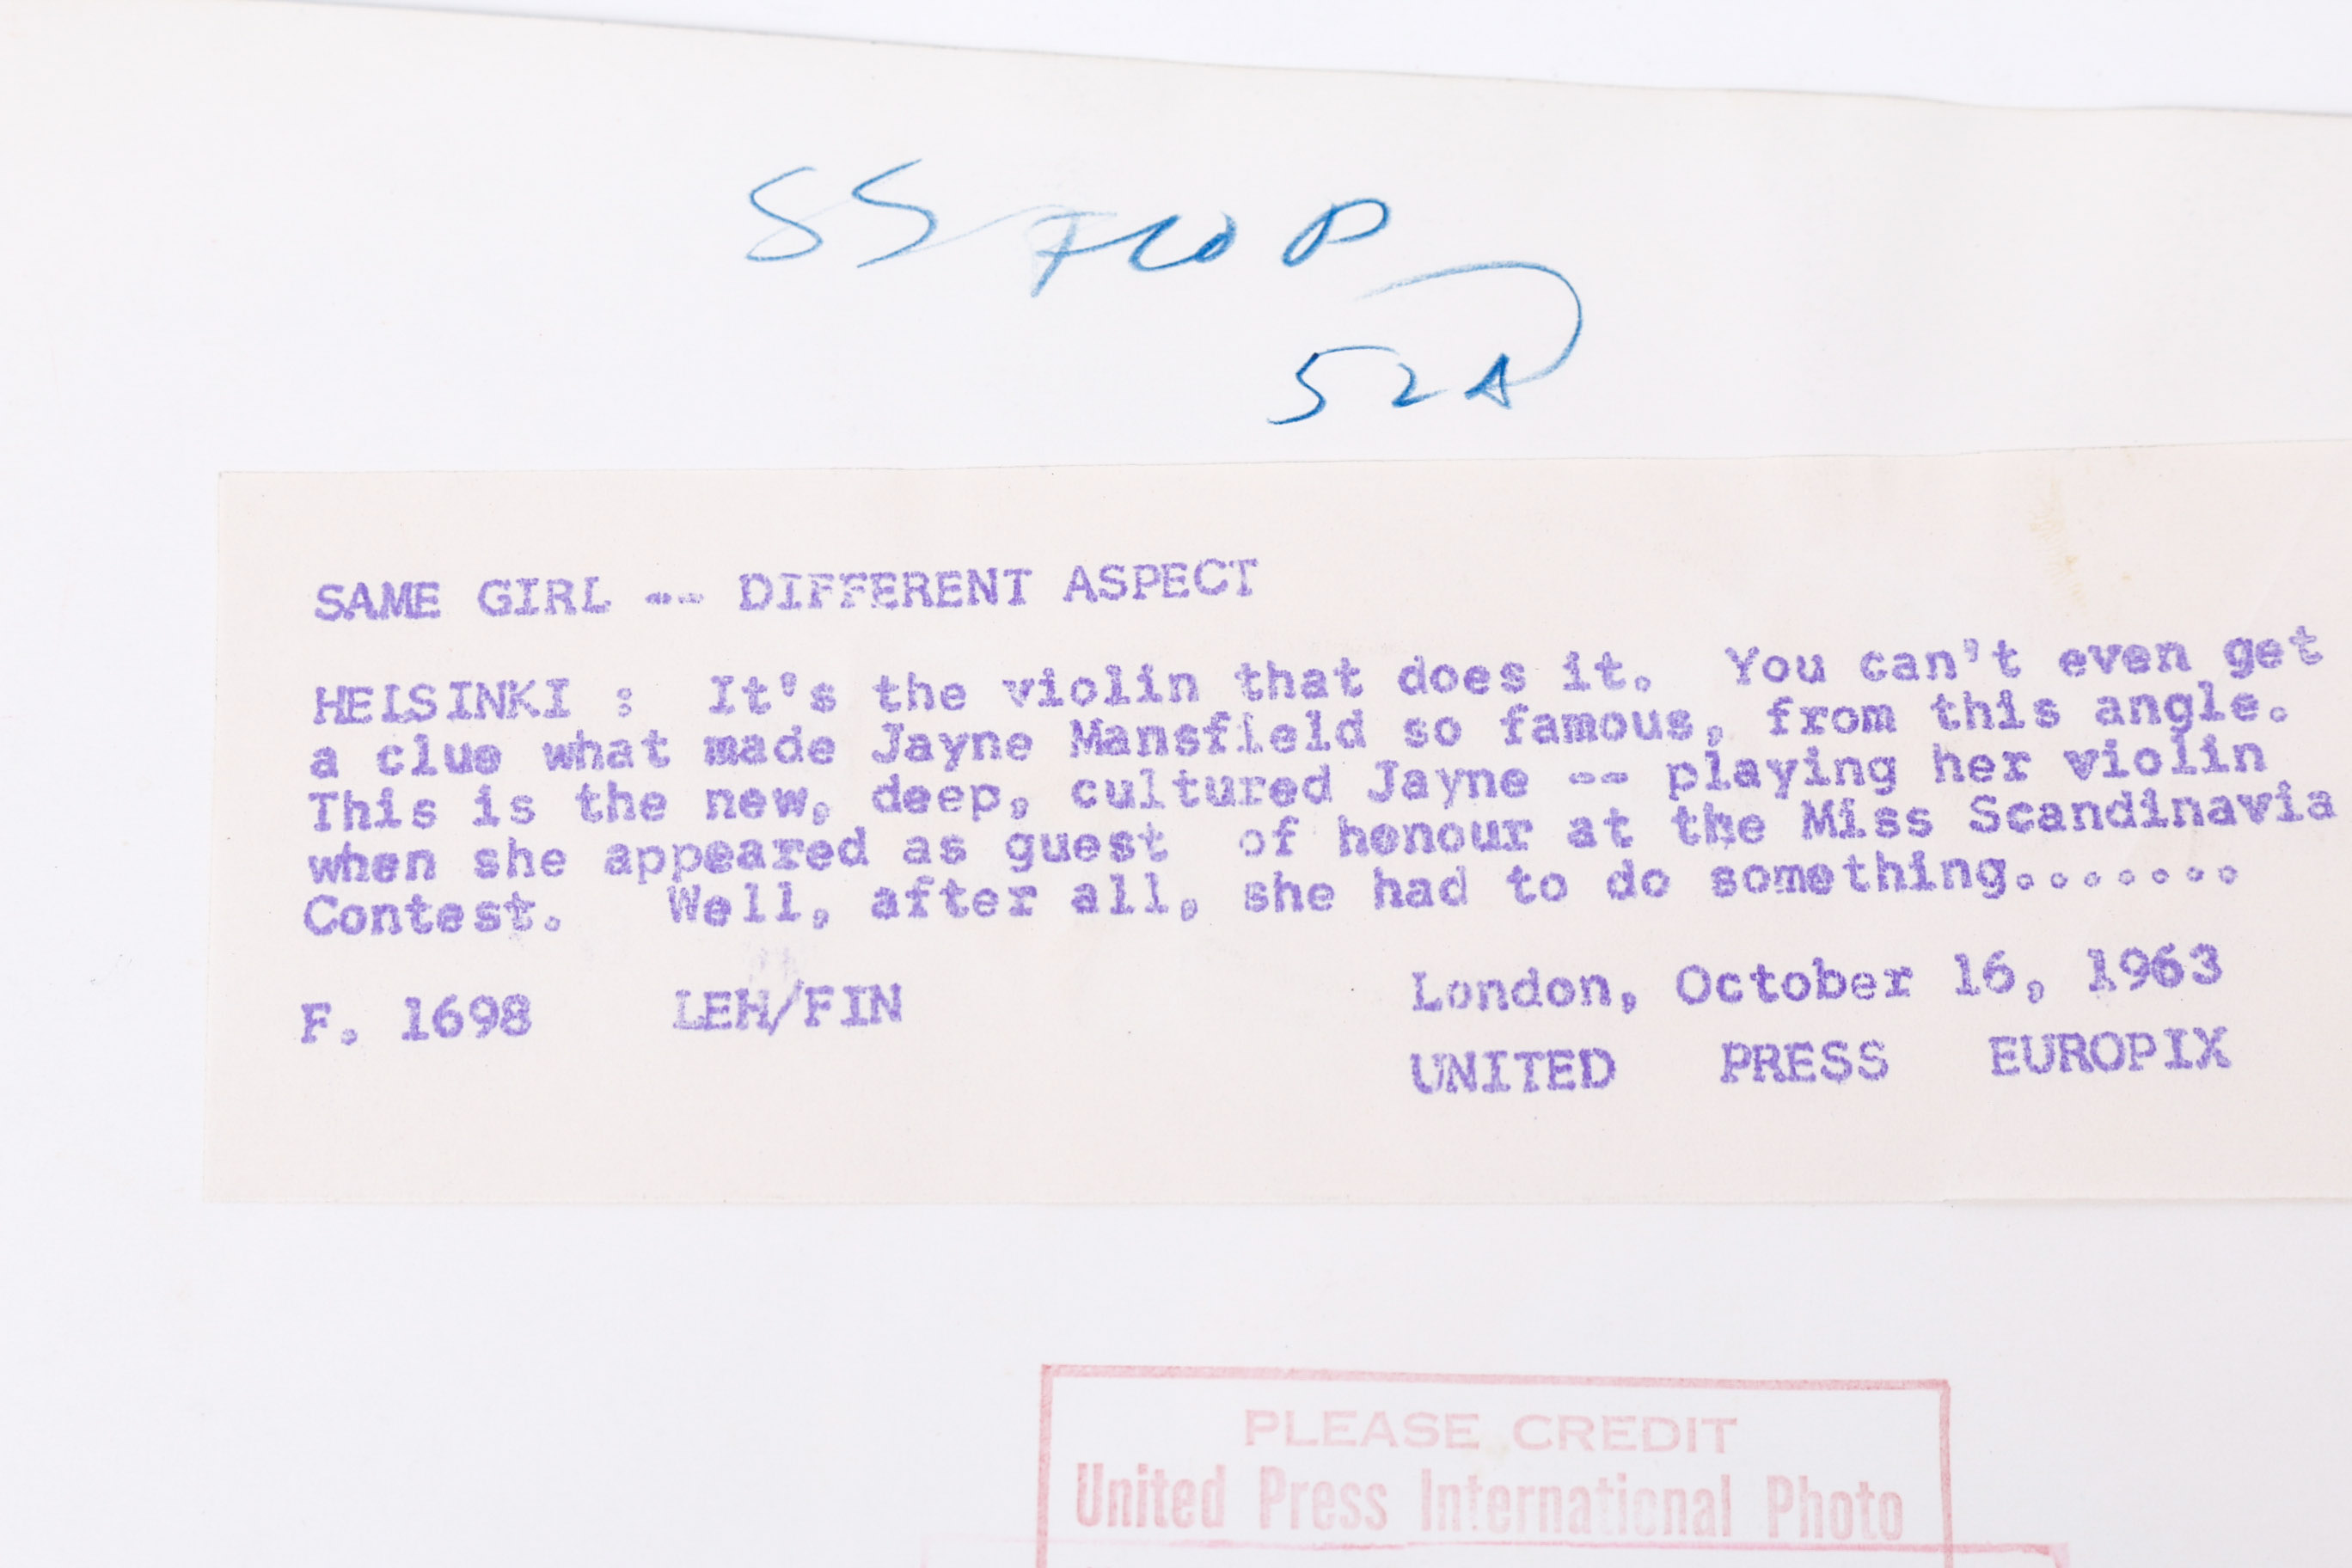 52A
SAME GIRL -- DIFFERENT ASPECT
HEISINKI : It's the violin that does it. You can't even get
a clue what made Jayne Mansfield so famous, from this angle.
This is the new, deep, cultured Jayne -- playing her violin
when she appeared as guest of honour at the Miss Scandinavia
Contest. Well, after all, she had to do something.......
F. 1698 LEH/FIN
London, October 16, 1963
UNITED PRESS EUROPIX
PLEASE CREDIT
United Press International Photo